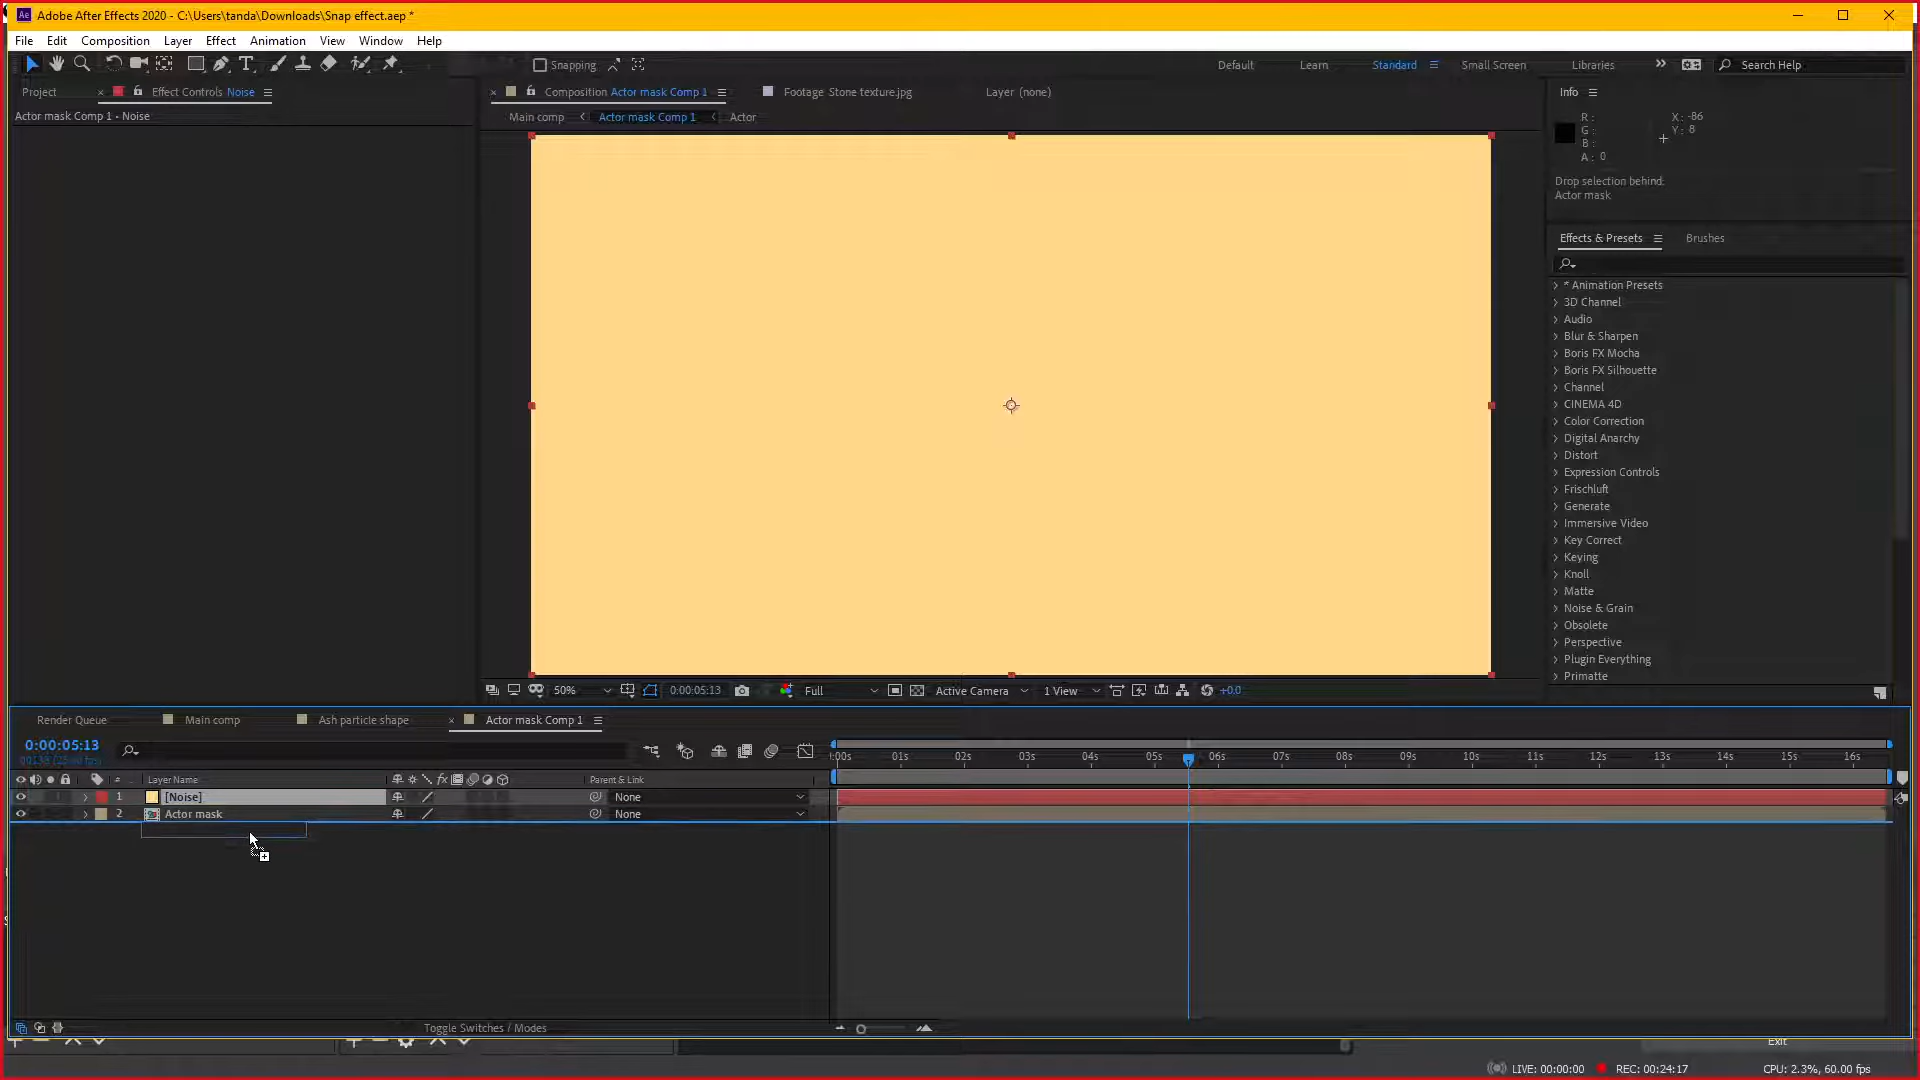 Adobe After Effects 2020 - C:\Users\tanda\Downloads\Snap effect.aep *
File Edit Composition Layer Effect Animation View Window Help
Snapping
Default Learn Standard Small Screen Libraries Search Help
Project Effect Controls Noise
Actor mask Comp 1 • Noise
Composition Actor mask Comp 1
Footage Stone texture.jpg
Layer (none)
Main comp Actor mask Comp 1 Actor
Info
R :
G :
B :
A : 0
X : -86
Y : 8
Drop selection behind:
Actor mask
Effects & Presets Brushes
* Animation Presets
3D Channel
Audio
Blur & Sharpen
Boris FX Mocha
Boris FX Silhouette
Channel
CINEMA 4D
Color Correction
Digital Anarchy
Distort
Expression Controls
Frischluft
Generate
Immersive Video
Key Correct
Keying
Knoll
Matte
Noise & Grain
Obsolete
Perspective
Plugin Everything
Primatte
50% 0:00:05:13 Full Active Camera 1 View +0.0
Render Queue Main comp Ash particle shape Actor mask Comp 1
0:00:05:13
:00s 01s 02s 03s 04s 05s 06s 07s 08s 09s 10s 11s 12s 13s 14s 15s 16s
Layer Name Parent & Link
1 [Noise] None
2 Actor mask None
Toggle Switches / Modes
Exit
LIVE: 00:00:00 REC: 00:24:17 CPU: 2.3%, 60.00 fps